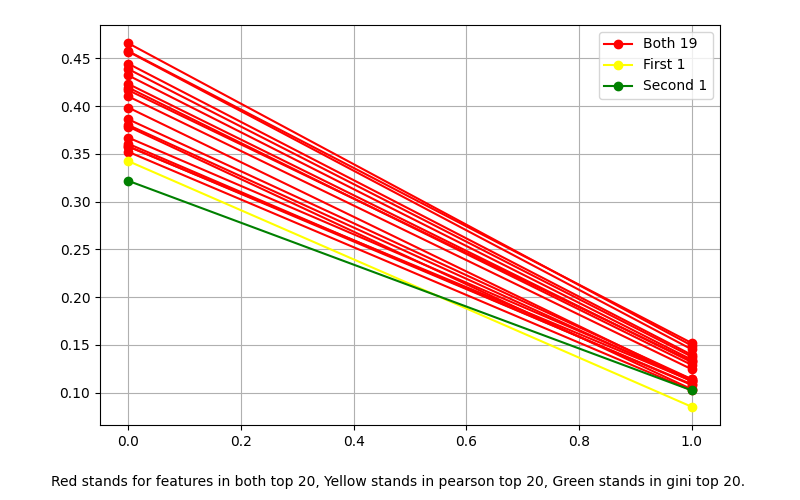 0.45
0.40
0.35
0.30
0.25
0.20
0.15
0.10
0.0 0.2 0.4 0.6 0.8 1.0
Both 19
First 1
Second 1
Red stands for features in both top 20, Yellow stands in pearson top 20, Green stands in gini top 20.